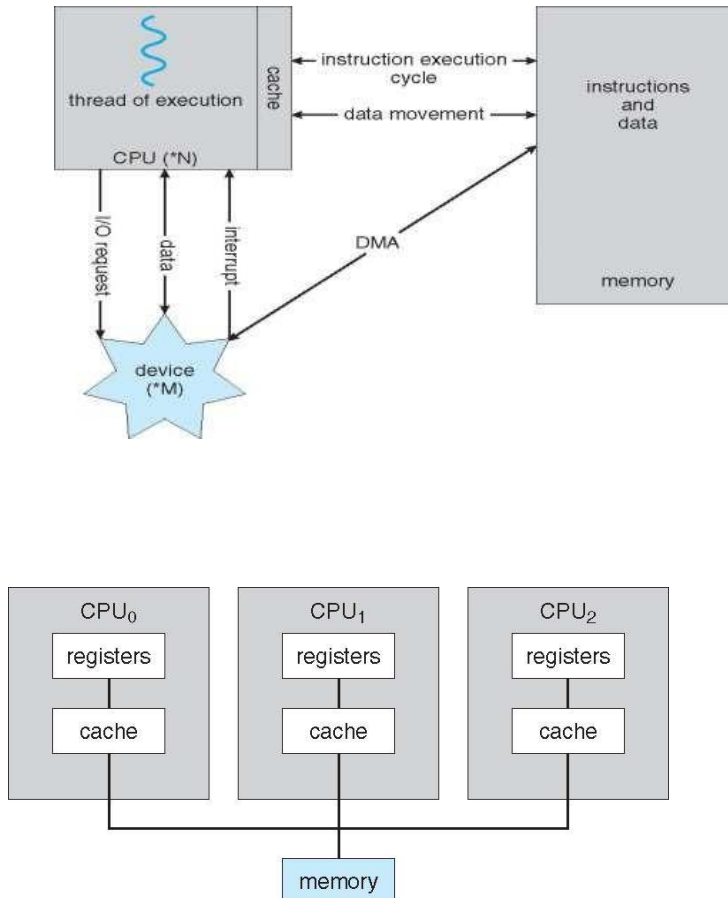 thread of execution
cache
CPU (*N)
instruction execution
cycle
data movement
instructions
and
data
I/O request
data
interrupt
DMA
memory
device
(*M)
CPU₀
CPU₁
CPU₂
registers
registers
registers
cache
cache
cache
memory